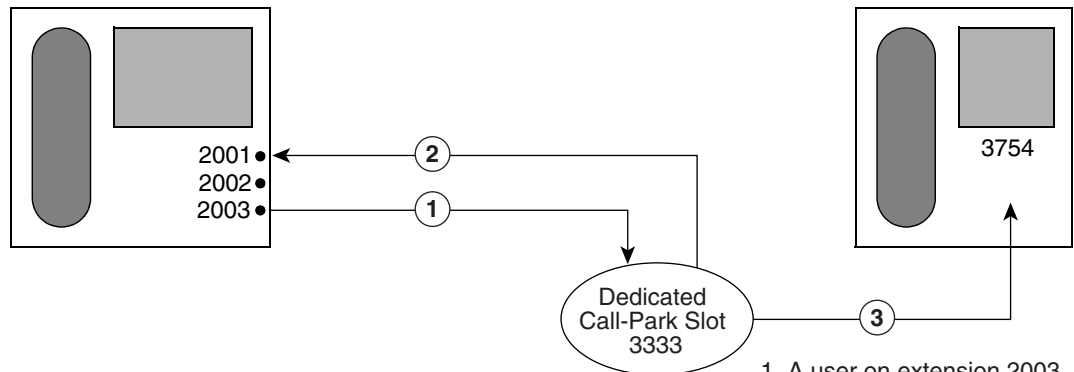 2001
2002
2003
2
1
3754
Dedicated
Call-Park Slot
3333
3
1. A user on extension 2003